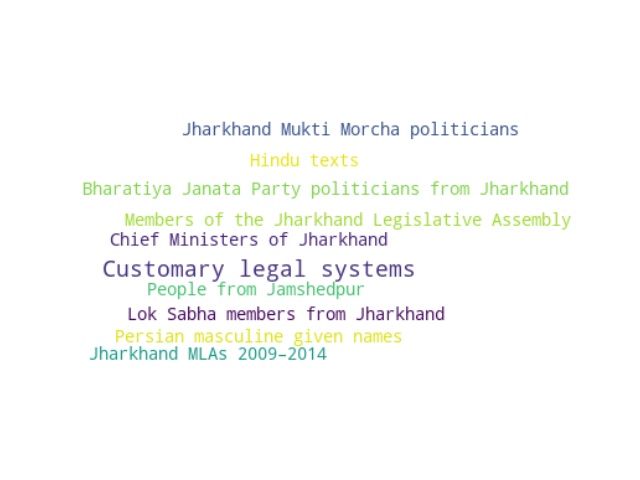 Jharkhand Mukti Morcha politicians
Hindu texts
Bharatiya Janata Party politicians from Jharkhand
Members of the Jharkhand Legislative Assembly
Chief Ministers of Jharkhand
Customary legal systems
People from Jamshedpur
Lok Sabha members from Jharkhand
Persian masculine given names
Jharkhand MLAs 2009–2014